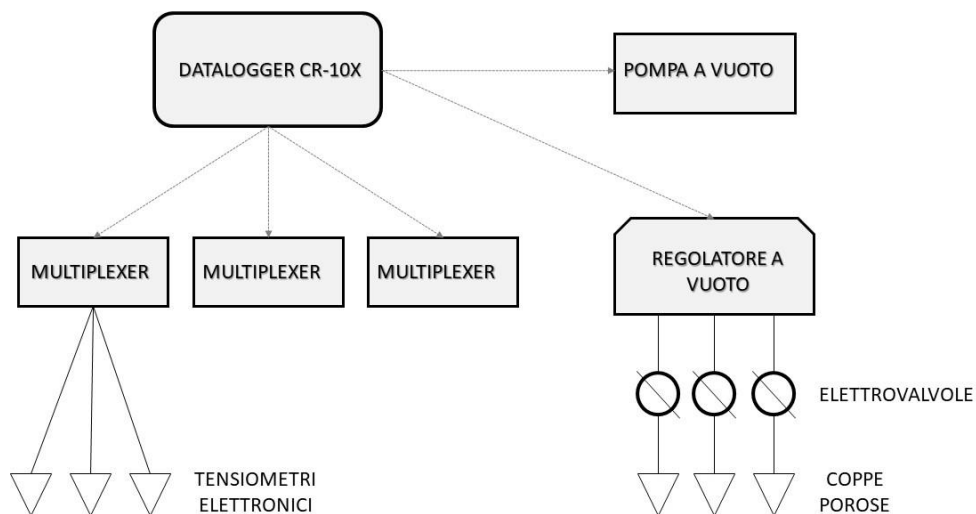 DATALOGGER CR-10X
POMPA A VUOTO
MULTIPLEXER
MULTIPLEXER
MULTIPLEXER
REGOLATORE A
VUOTO
ELETTROVALVOLE
TENSIOMETRI
ELETTRONICI
COPPE
POROSE